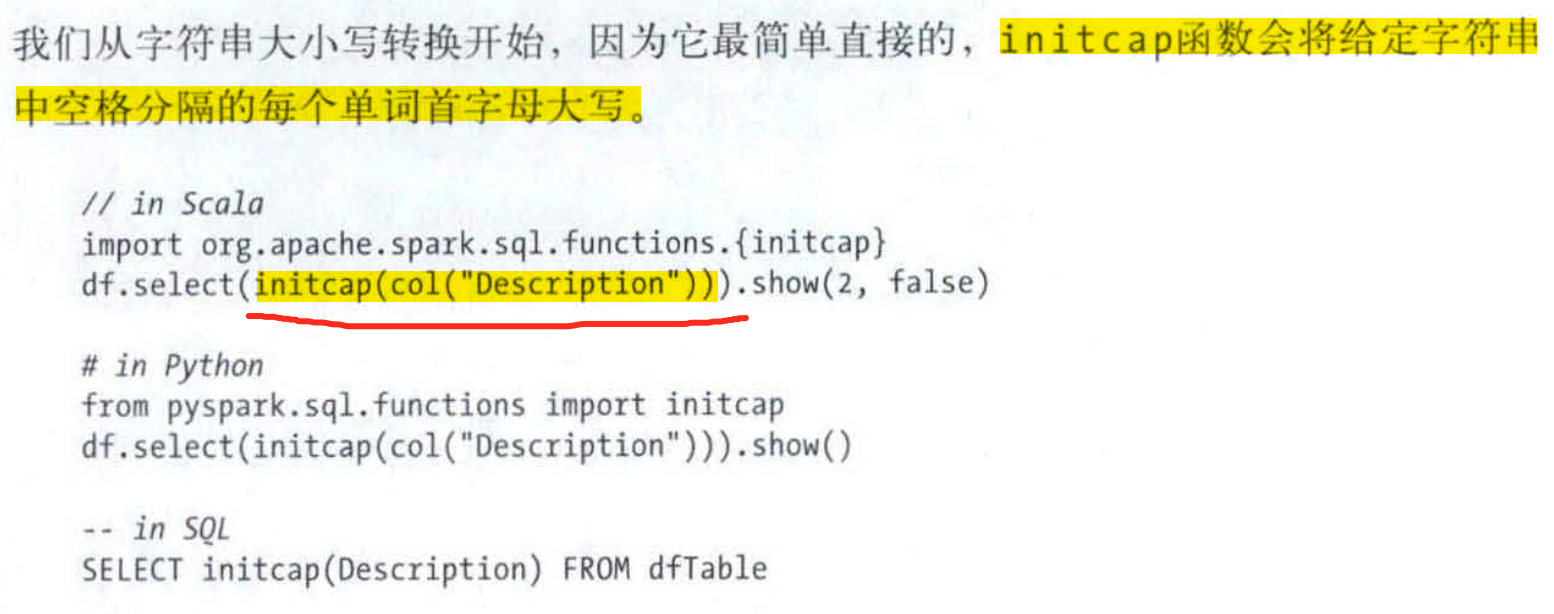 我们从字符串大小写转换开始，因为它最简单直接的，initcap函数会将给定字符串
中空格分隔的每个单词首字母大写。
// in Scala
import org.apache.spark.sql.functions.{initcap}
df.select(initcap(col("Description"))).show(2, false)
# in Python
from pyspark.sql.functions import initcap
df.select(initcap(col("Description"))).show()
-- in SQL
SELECT initcap(Description) FROM dfTable